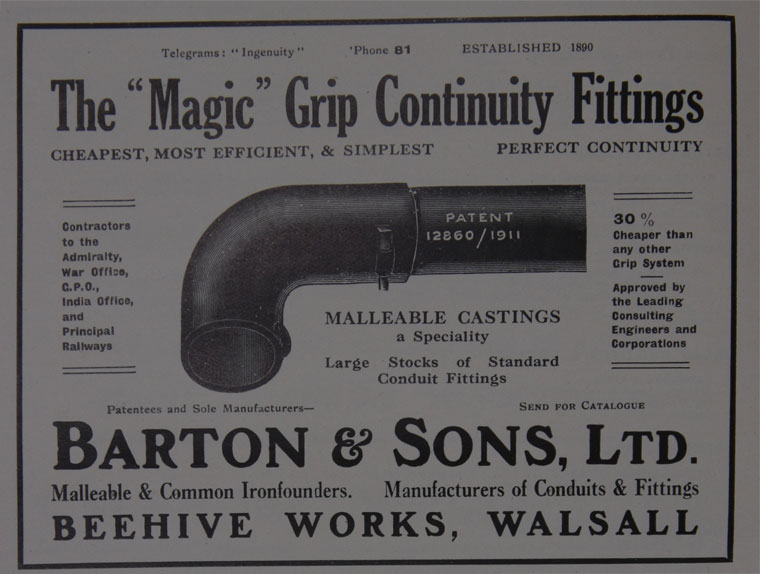 Telegrams: "Ingenuity" 'Phone 81 ESTABLISHED 1890
The "Magic" Grip Continuity Fittings
CHEAPEST, MOST EFFICIENT, & SIMPLEST PERFECT CONTINUITY
Contractors
to the
Admiralty,
War Office,
G.P.O.,
India Office,
and
Principal
Railways
PATENT
12860/1911
30 %
Cheaper than
any other
Grip System
Approved by
the Leading
Consulting
Engineers and
Corporations
MALLEABLE CASTINGS
a Speciality
Large Stocks of Standard
Conduit Fittings
Patentees and Sole Manufacturers— SEND FOR CATALOGUE
BARTON & SONS, LTD.
Malleable & Common Ironfounders. Manufacturers of Conduits & Fittings
BEEHIVE WORKS, WALSALL